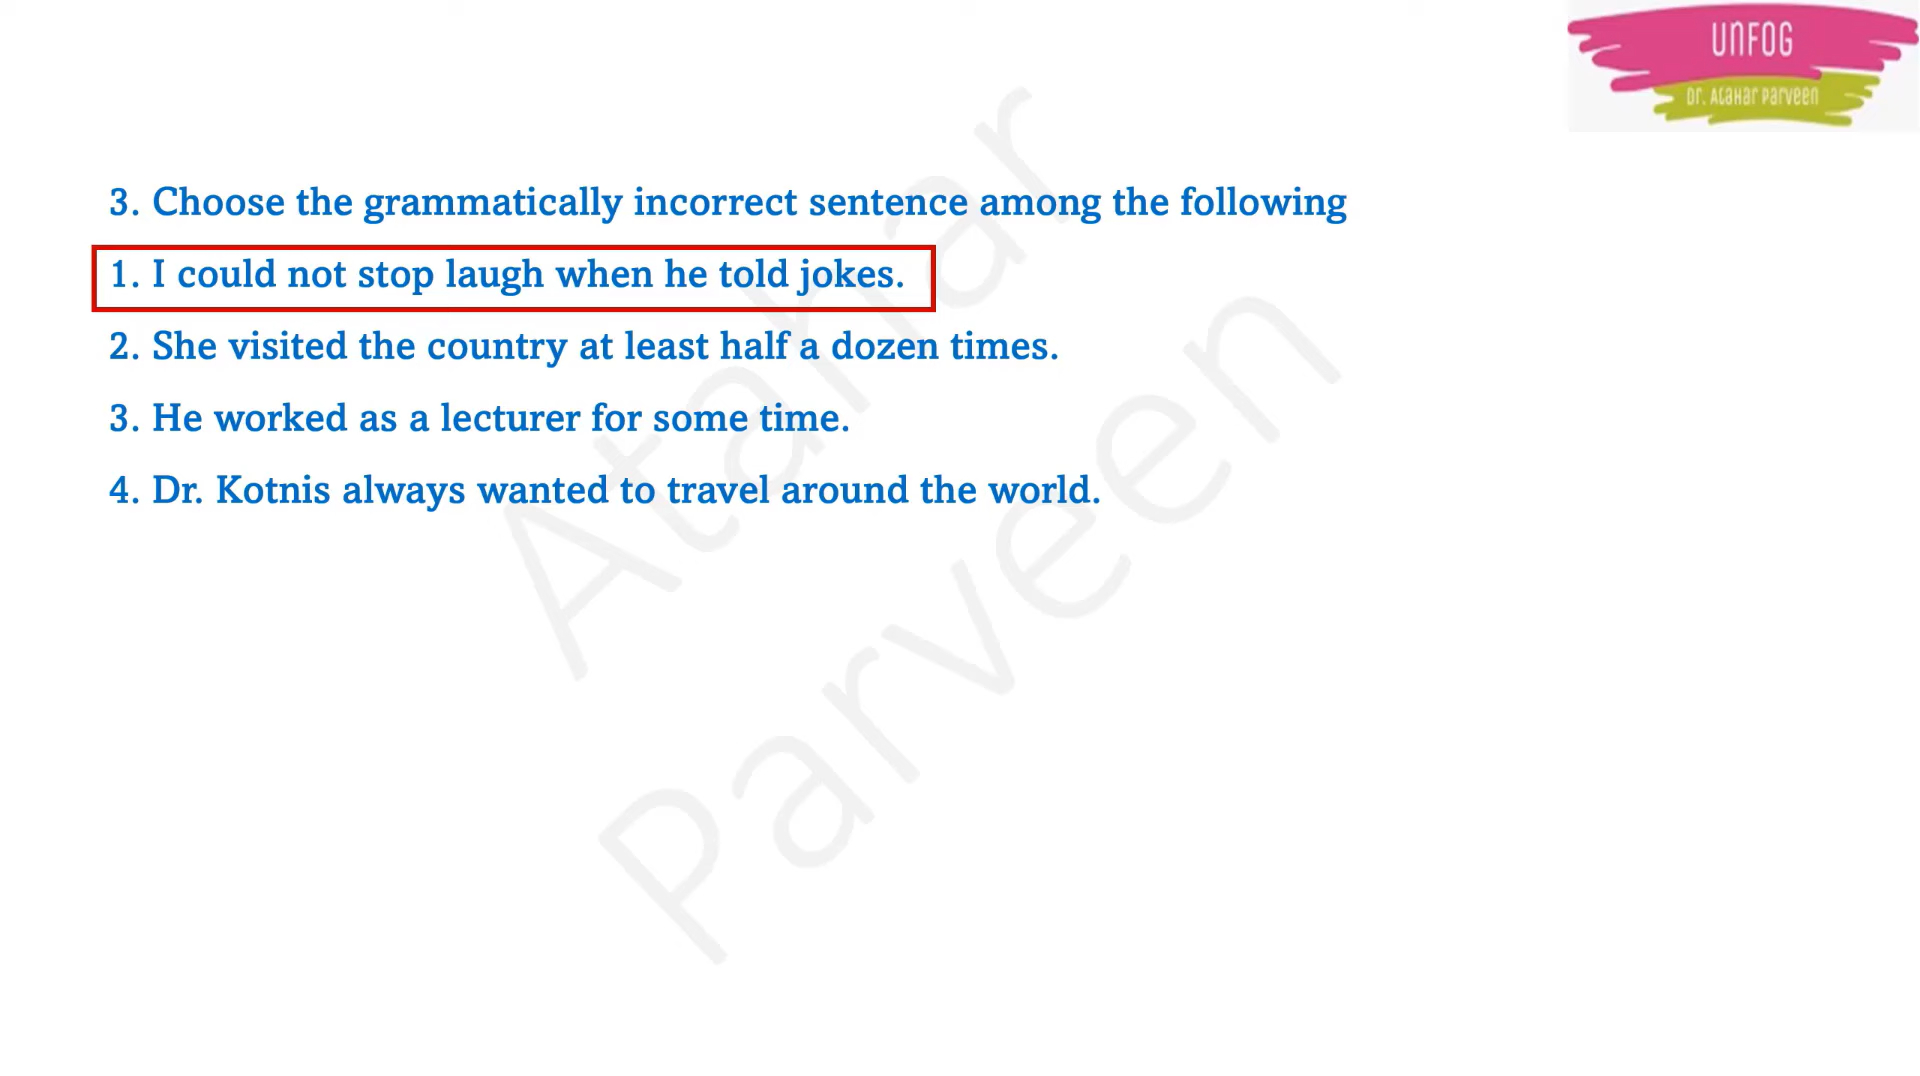 UNFOG
Dr. Atahar Parveen
3. Choose the grammatically incorrect sentence among the following
1. I could not stop laugh when he told jokes.
2. She visited the country at least half a dozen times.
3. He worked as a lecturer for some time.
4. Dr. Kotnis always wanted to travel around the world.
Atahar
Parveen